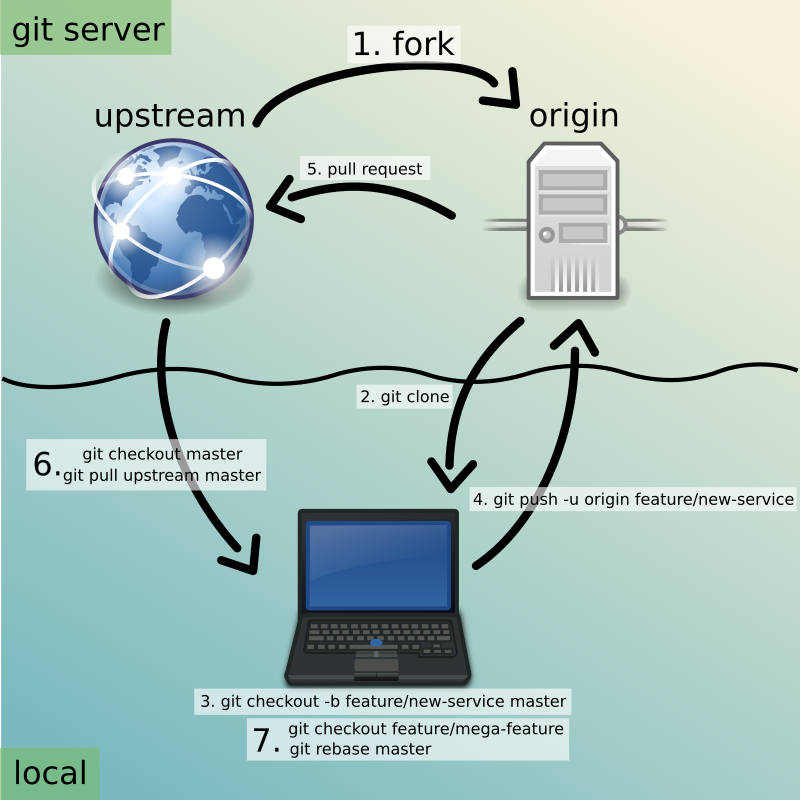 git server
1. fork
upstream
origin
5. pull request
2. git clone
6. git checkout master
git pull upstream master
4. git push -u origin feature/new-service
3. git checkout -b feature/new-service master
7. git checkout feature/mega-feature
git rebase master
local